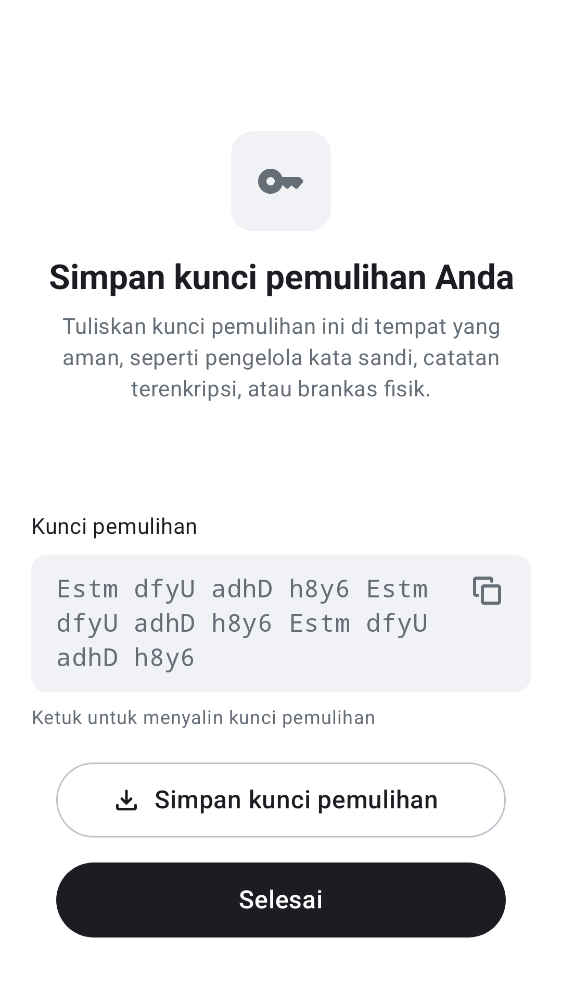 Simpan kunci pemulihan Anda
Tuliskan kunci pemulihan ini di tempat yang
aman, seperti pengelola kata sandi, catatan
terenkripsi, atau brankas fisik.
Kunci pemulihan
Estm dfyU adhD h8y6 Estm
dfyU adhD h8y6 Estm dfyU
adhD h8y6
Ketuk untuk menyalin kunci pemulihan
Simpan kunci pemulihan
Selesai